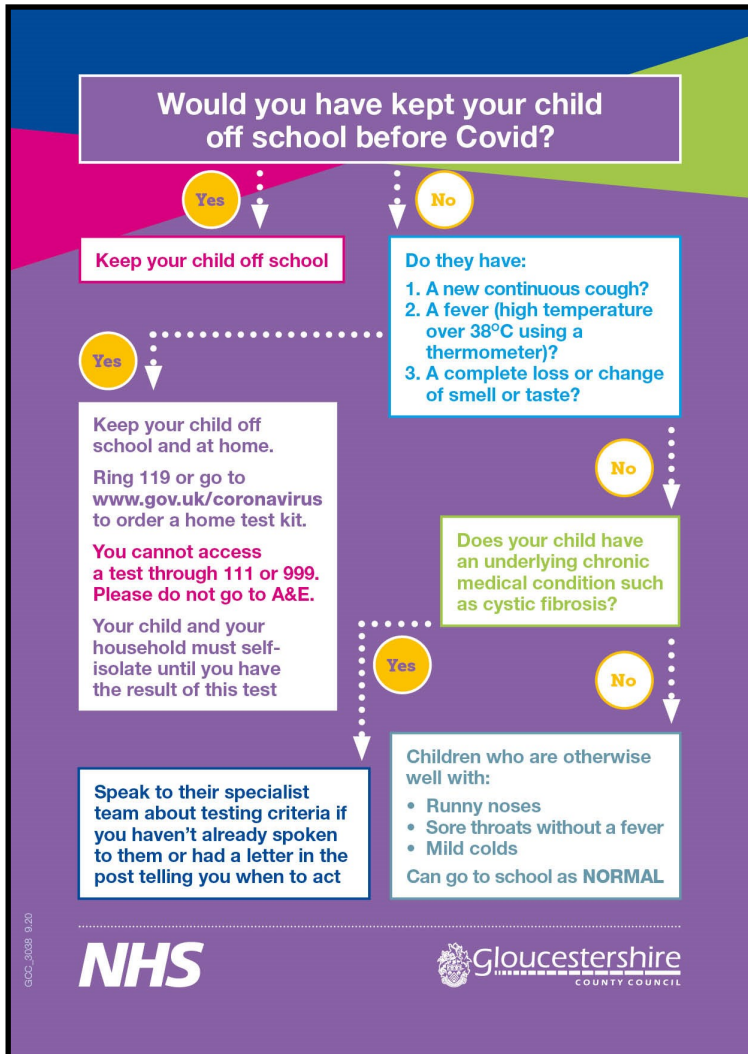 Would you have kept your child
off school before Covid?
Yes
No
Keep your child off school
Do they have:
1. A new continuous cough?
2. A fever (high temperature
over 38ºC using a
thermometer)?
3. A complete loss or change
of smell or taste?
Yes
Keep your child off
school and at home.
Ring 119 or go to
www.gov.uk/coronavirus
to order a home test kit.
You cannot access
a test through 111 or 999.
Please do not go to A&E.
Your child and your
household must self-
isolate until you have
the result of this test
No
Does your child have
an underlying chronic
medical condition such
as cystic fibrosis?
Yes
No
Speak to their specialist
team about testing criteria if
you haven’t already spoken
to them or had a letter in the
post telling you when to act
Children who are otherwise
well with:
• Runny noses
• Sore throats without a fever
• Mild colds
Can go to school as NORMAL
GCC_3038 9.20
NHS
Gloucestershire
COUNTY COUNCIL